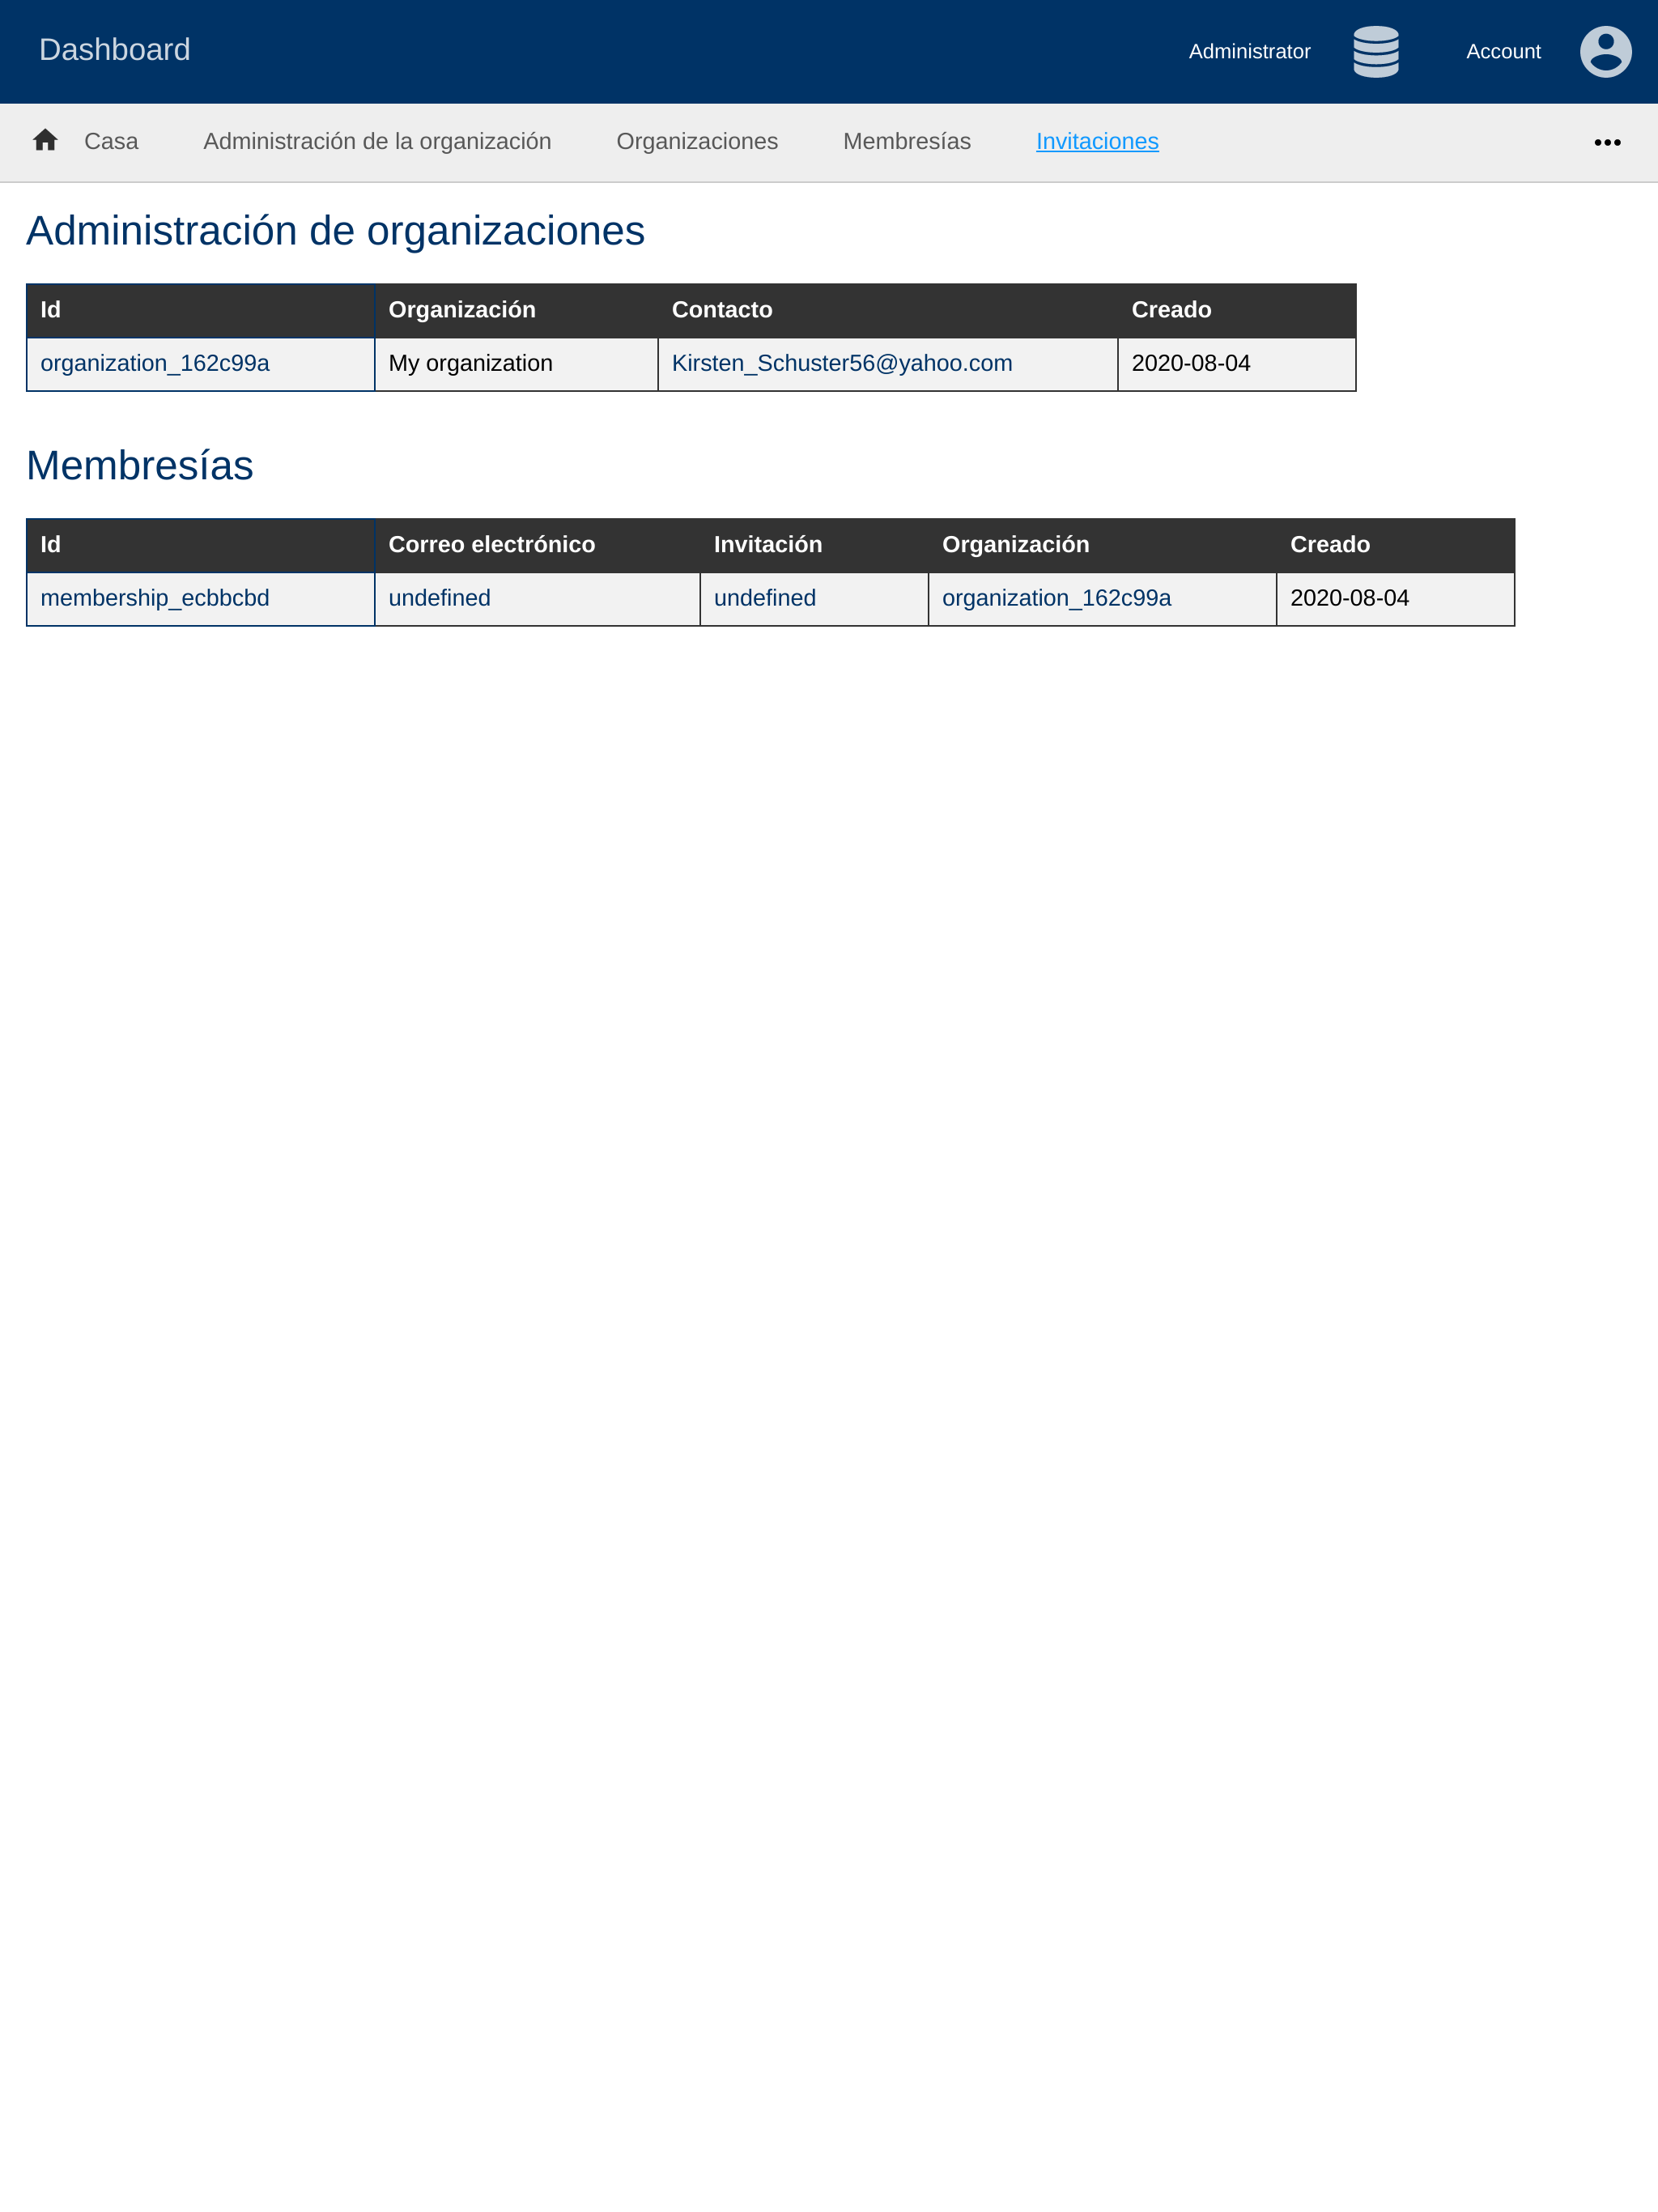 Dashboard Administrator Account
Casa Administración de la organización Organizaciones Membresías Invitaciones •••
Administración de organizaciones
Id Organización Contacto Creado
organization_162c99a My organization Kirsten_Schuster56@yahoo.com 2020-08-04
Membresías
Id Correo electrónico Invitación Organización Creado
membership_ecbbcbd undefined undefined organization_162c99a 2020-08-04